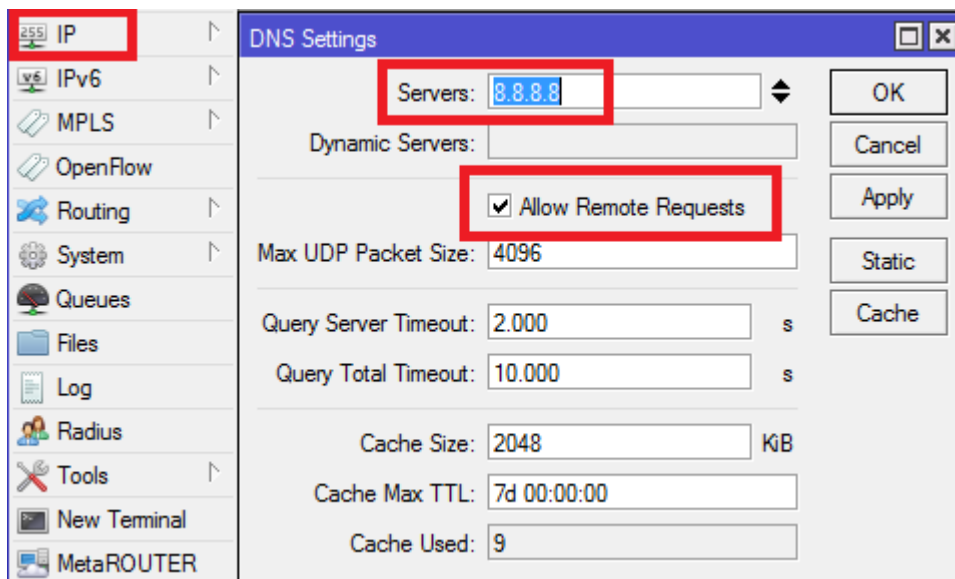 IP
IPv6
MPLS
OpenFlow
Routing
System
Queues
Files
Log
Radius
Tools
New Terminal
MetaROUTER
DNS Settings
Servers: 8.8.8.8
Dynamic Servers:
Allow Remote Requests
Max UDP Packet Size: 4096
Query Server Timeout: 2.000 s
Query Total Timeout: 10.000 s
Cache Size: 2048 KiB
Cache Max TTL: 7d 00:00:00
Cache Used: 9
OK
Cancel
Apply
Static
Cache